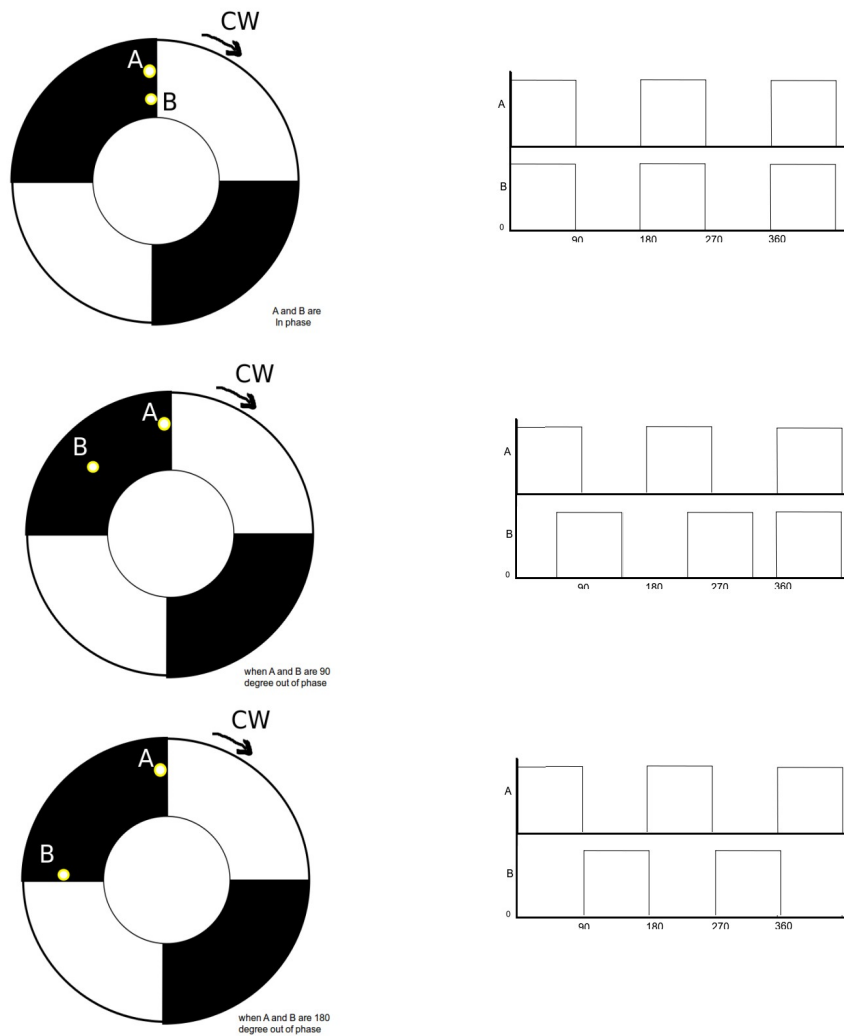 CW
A
B
A and B are
In phase
A
B
0
90 180 270 360
CW
A
B
when A and B are 90
degree out of phase
A
B
0
90 180 270 360
CW
A
B
when A and B are 180
degree out of phase
A
B
0
90 180 270 360